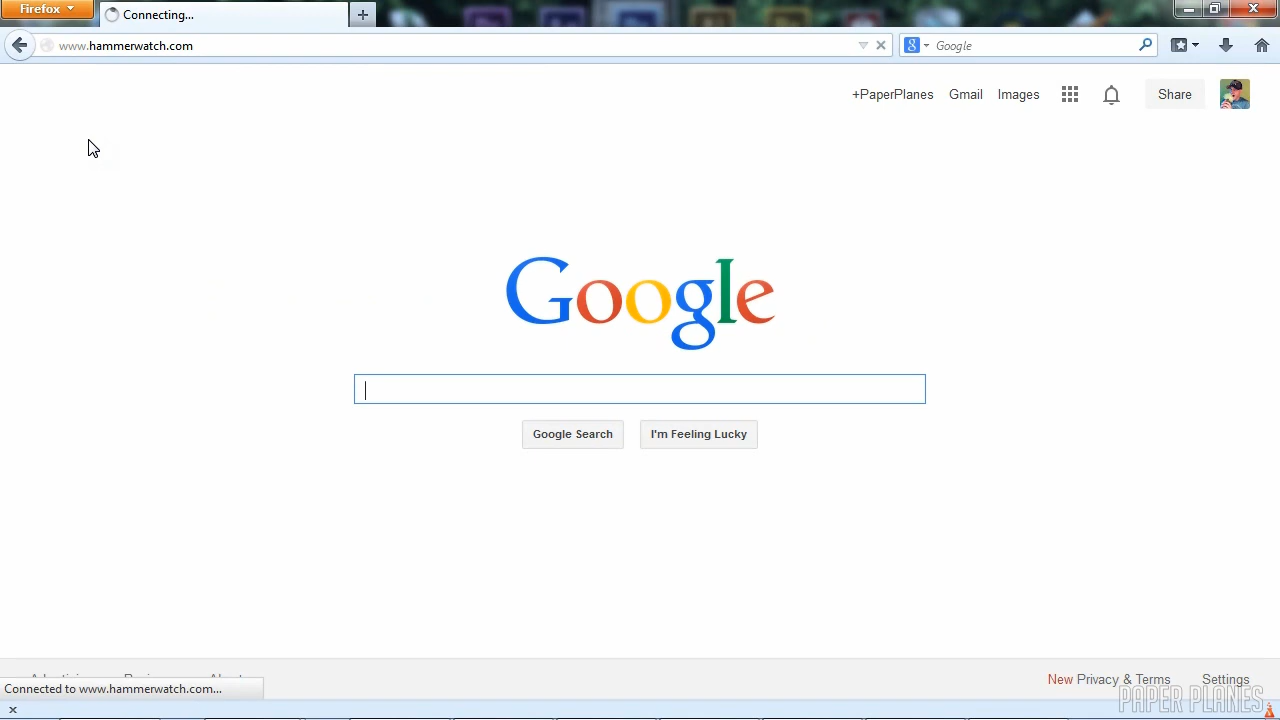 Firefox
Connecting...
www.hammerwatch.com
Google
+PaperPlanes
Gmail
Images
Share
Google
Google Search
I'm Feeling Lucky
New Privacy & Terms
Settings
Connected to www.hammerwatch.com...
PAPER PLANES